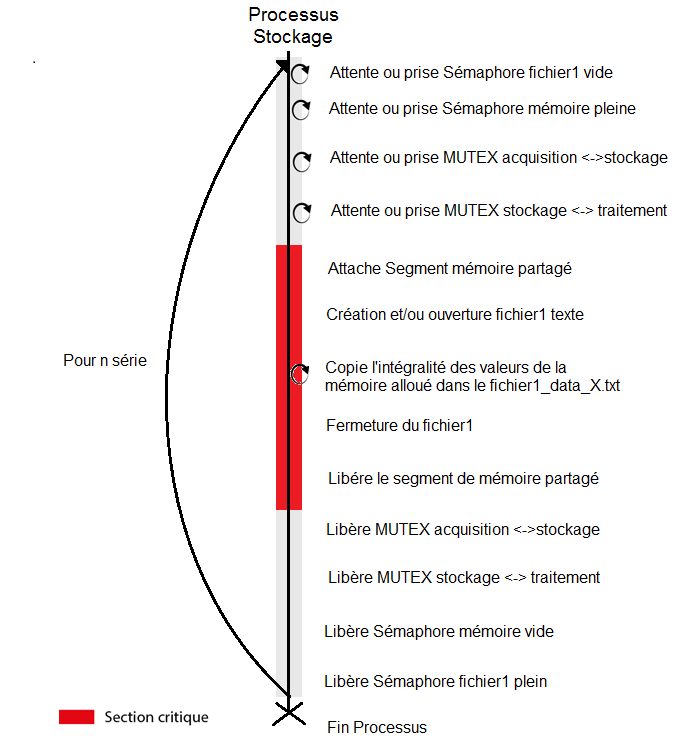 Processus
Stockage
Attente ou prise Sémaphore fichier1 vide
Attente ou prise Sémaphore mémoire pleine
Attente ou prise MUTEX acquisition <->stockage
Attente ou prise MUTEX stockage <-> traitement
Attache Segment mémoire partagé
Création et/ou ouverture fichier1 texte
Pour n série
Copie l'intégralité des valeurs de la
mémoire alloué dans le fichier1_data_X.txt
Fermeture du fichier1
Libére le segment de mémoire partagé
Libère MUTEX acquisition <->stockage
Libère MUTEX stockage <-> traitement
Libère Sémaphore mémoire vide
Libère Sémaphore fichier1 plein
Section critique
Fin Processus